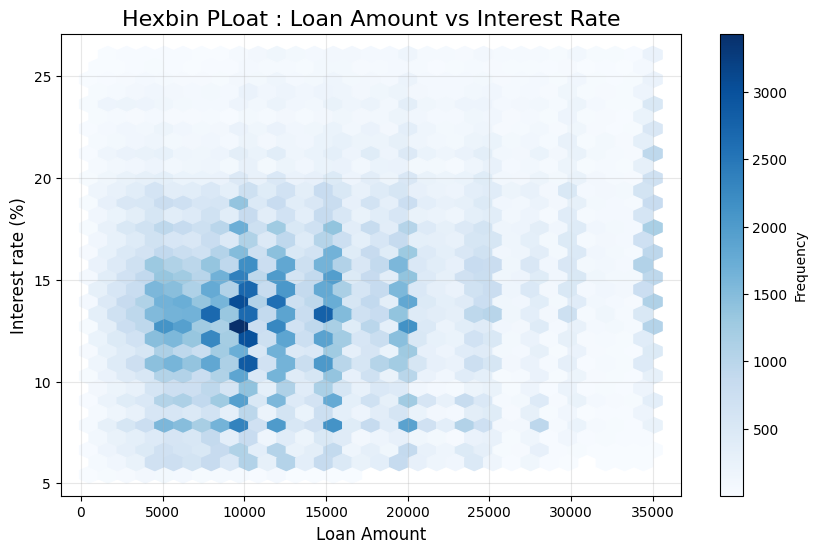 Hexbin PLoat : Loan Amount vs Interest Rate
Interest rate (%)
25
20
15
10
5
0 5000 10000 15000 20000 25000 30000 35000
Loan Amount
3000
2500
2000
1500
1000
500
Frequency